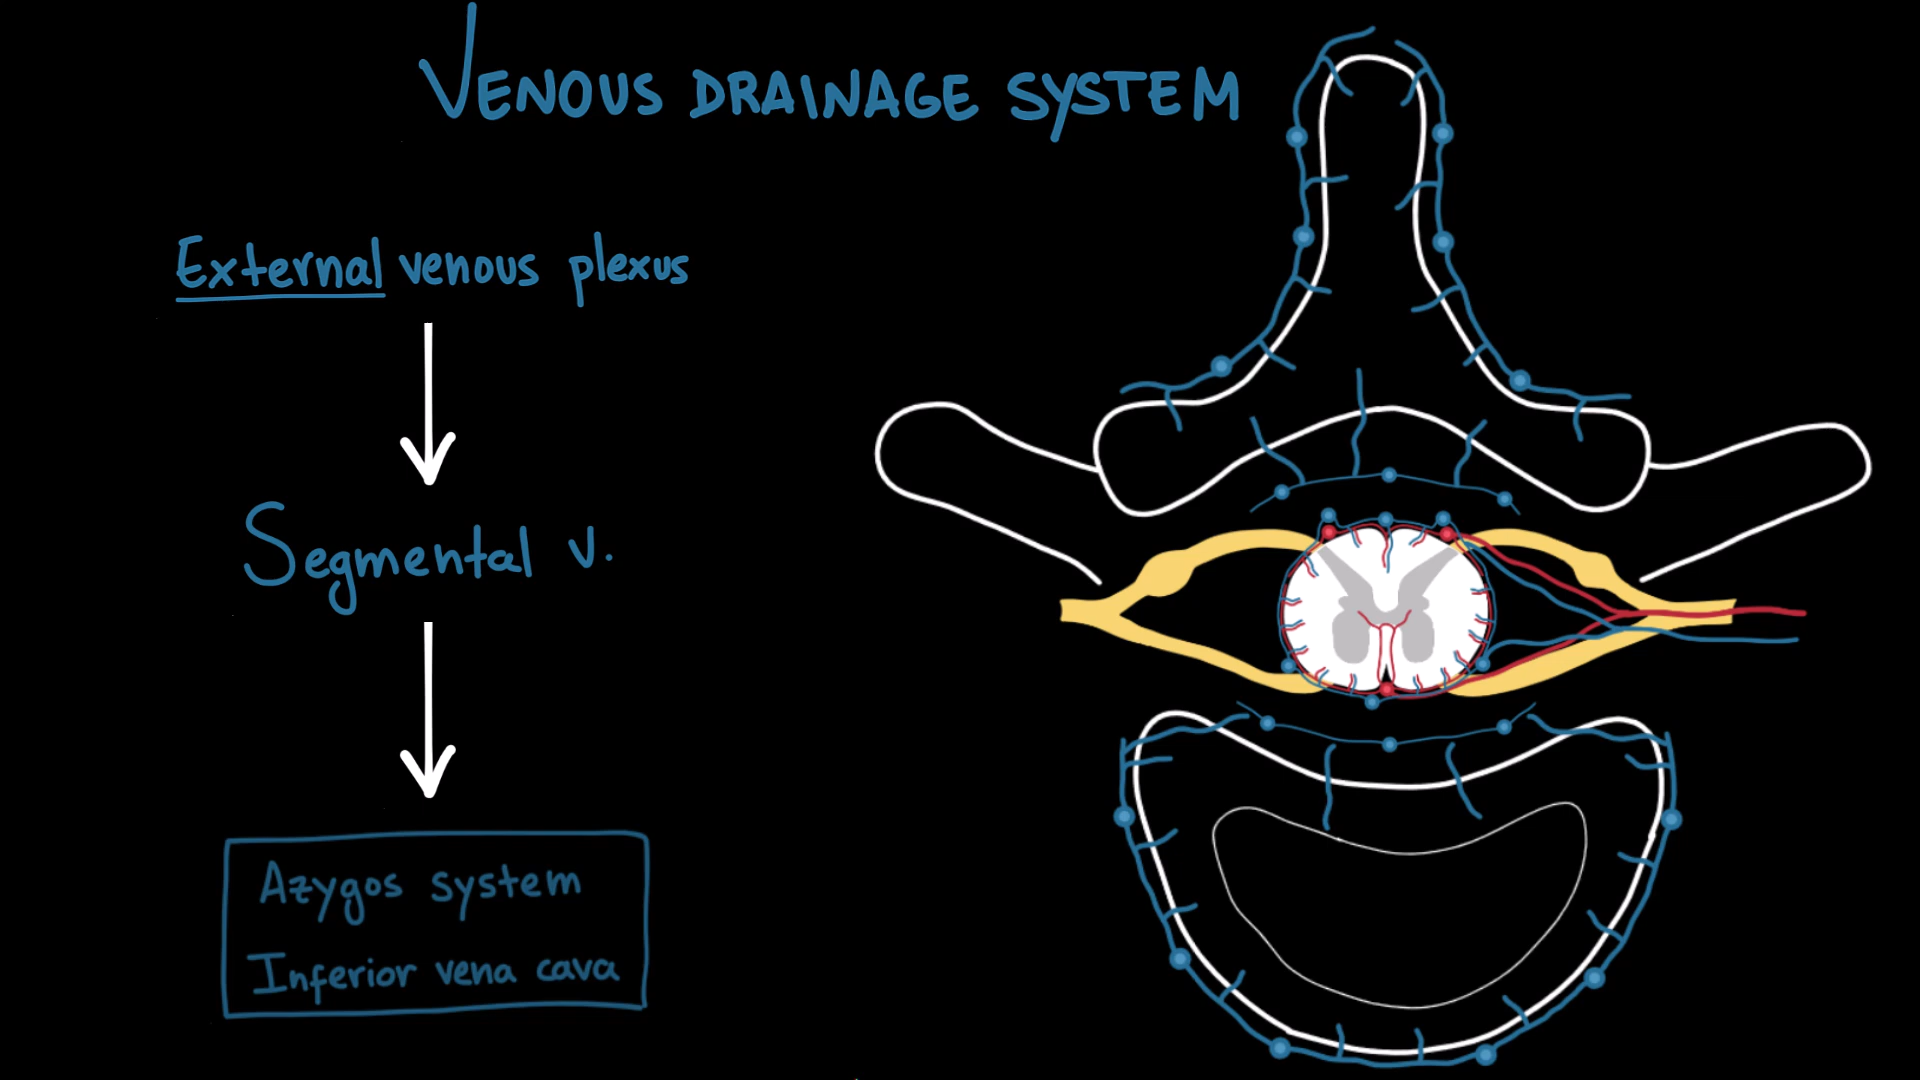 VENOUS DRAINAGE SYSTEM
External venous plexus
Segmental v.
Azygos system
Inferior vena cava